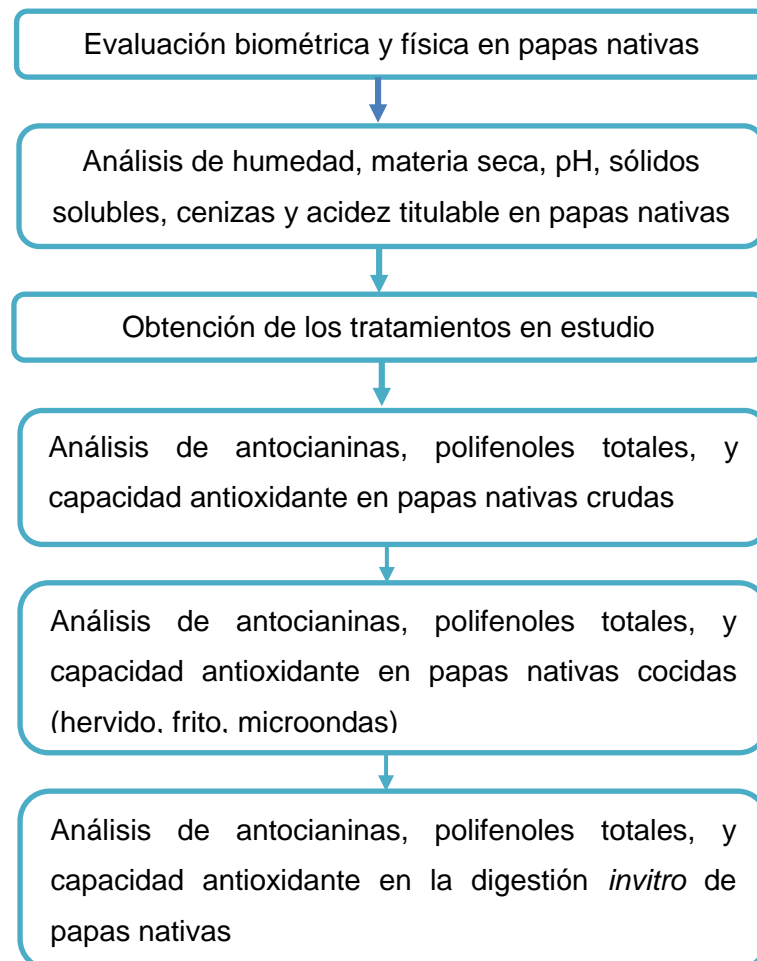 Evaluación biométrica y física en papas nativas
Análisis de humedad, materia seca, pH, sólidos
solubles, cenizas y acidez titulable en papas nativas
Obtención de los tratamientos en estudio
Análisis de antocianinas, polifenoles totales, y
capacidad antioxidante en papas nativas crudas
Análisis de antocianinas, polifenoles totales, y
capacidad antioxidante en papas nativas cocidas
(hervido, frito, microondas)
Análisis de antocianinas, polifenoles totales, y
capacidad antioxidante en la digestión invitro de
papas nativas